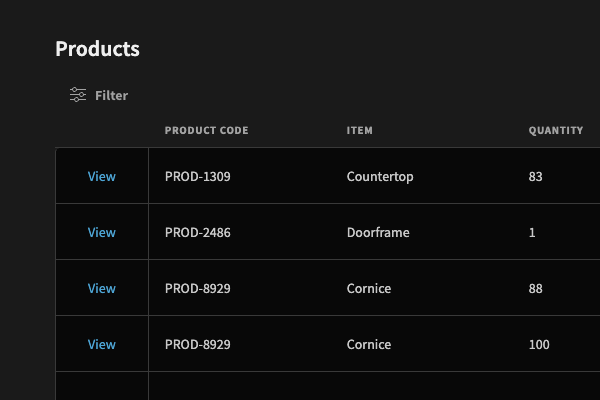 Products
Filter
PRODUCT CODE ITEM QUANTITY
View PROD-1309 Countertop 83
View PROD-2486 Doorframe 1
View PROD-8929 Cornice 88
View PROD-8929 Cornice 100